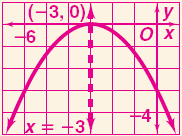 (−3, 0)
y
−6
O
x
−4
x = −3